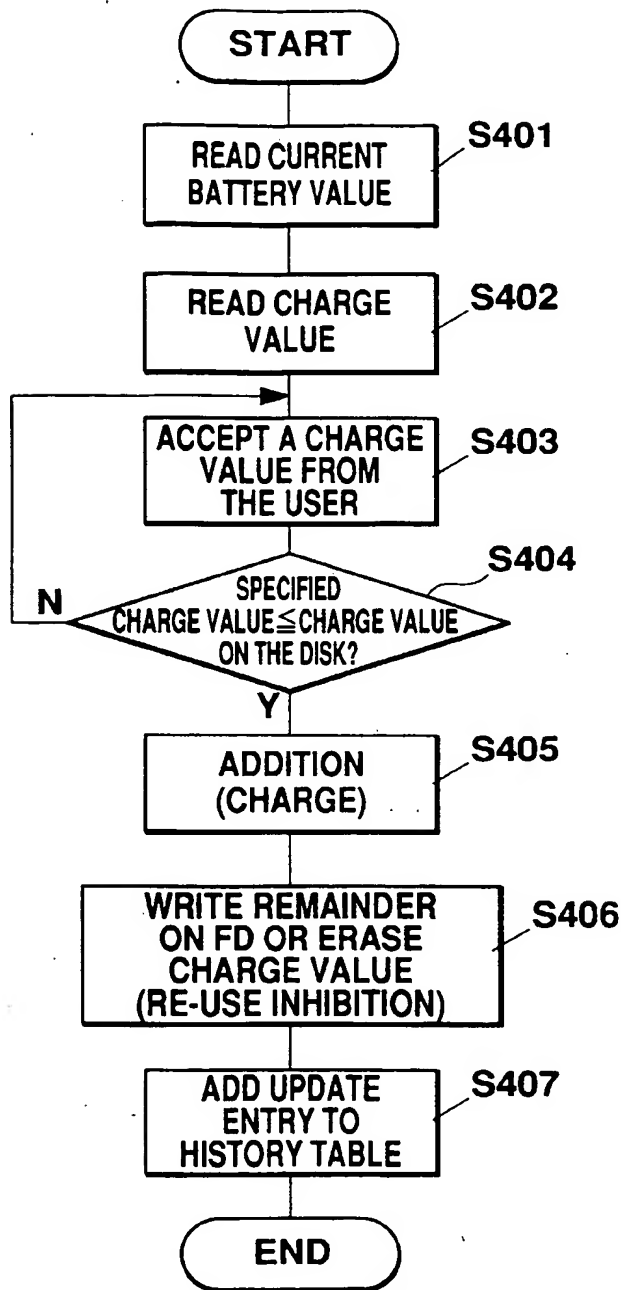 START
S401
READ CURRENT
BATTERY VALUE
S402
READ CHARGE
VALUE
S403
ACCEPT A CHARGE
VALUE FROM
THE USER
S404
SPECIFIED
CHARGE VALUE≦CHARGE VALUE
ON THE DISK?
N
Y
S405
ADDITION
(CHARGE)
S406
WRITE REMAINDER
ON FD OR ERASE
CHARGE VALUE
(RE-USE INHIBITION)
S407
ADD UPDATE
ENTRY TO
HISTORY TABLE
END